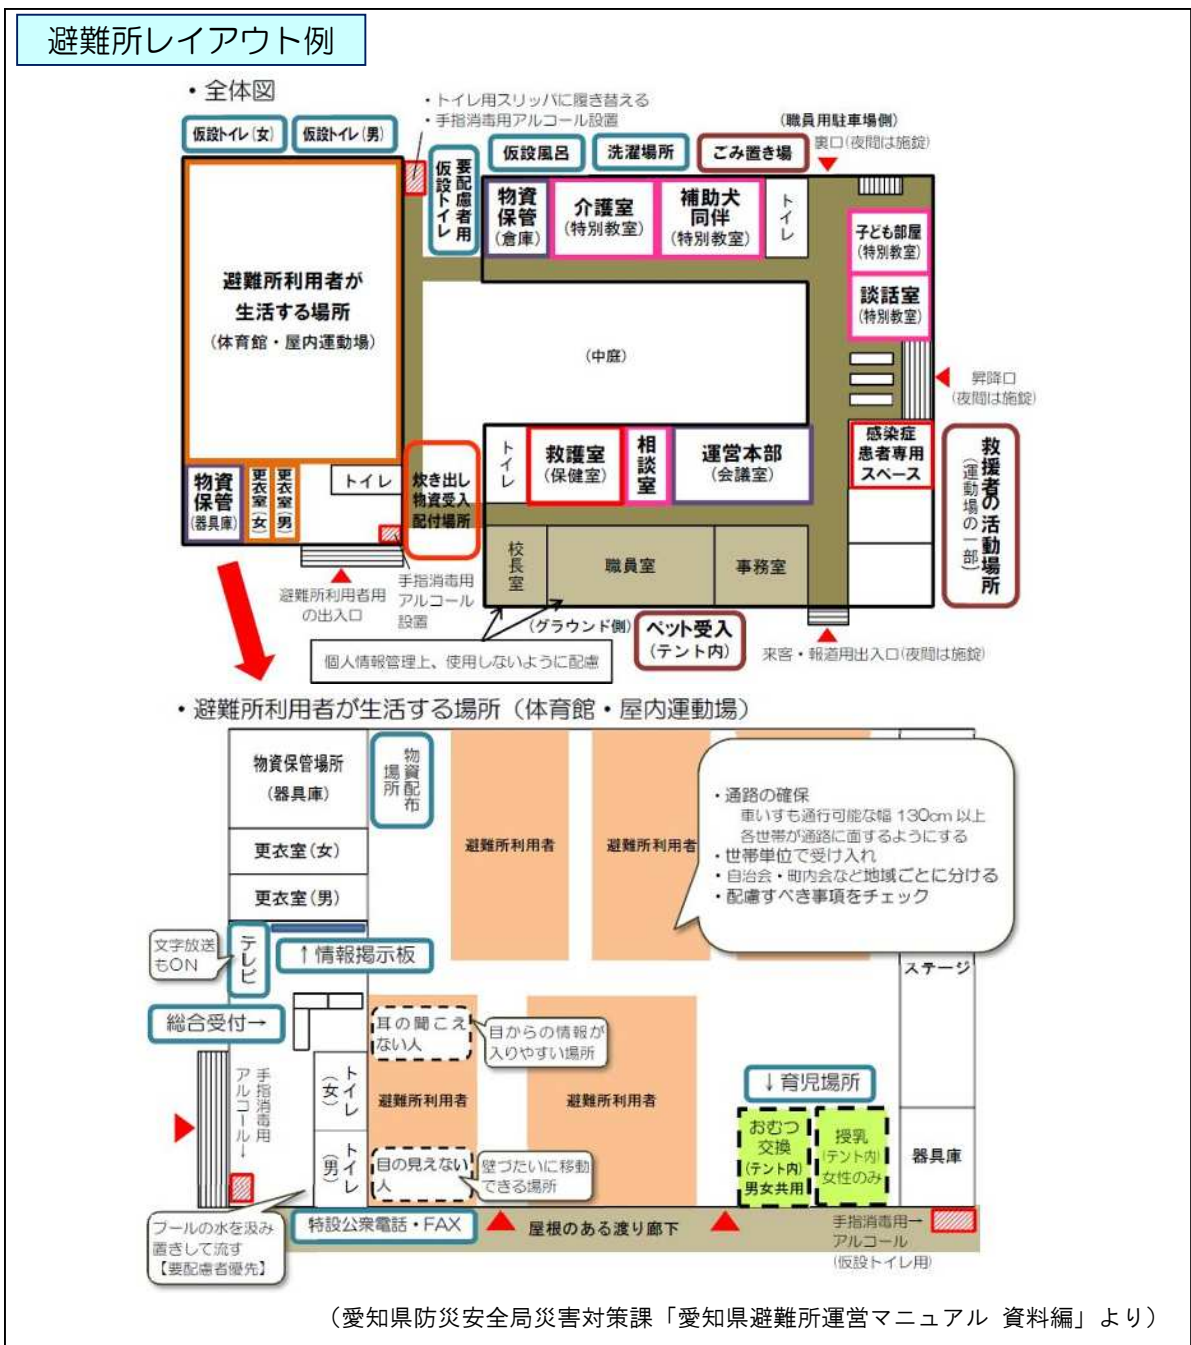 避難所レイアウト例
・全体図
・トイレ用スリッパに履き替える
・手指消毒用アルコール設置
(職員用駐車場側)
裏口(夜間は施錠)
仮設トイレ(女)
仮設トイレ(男)
要配慮者用
仮設トイレ
仮設風呂
洗濯場所
ごみ置き場
物資
保管
(倉庫)
介護室
(特別教室)
補助犬
同伴
(特別教室)
トイレ
子ども部屋
(特別教室)
談話室
(特別教室)
避難所利用者が
生活する場所
(体育館・屋内運動場)
(中庭)
昇降口
(夜間は施錠)
物資
保管
(器具庫)
更衣室(女)
更衣室(男)
トイレ
炊き出し
物資受入
配付場所
トイレ
救護室
(保健室)
相談室
運営本部
(会議室)
感染症
患者専用
スペース
救援者の活動場所
(運動場の一部)
校長室
職員室
事務室
避難所利用者用
の出入口
手指消毒用
アルコール
設置
(グラウンド側)
ペット受入
(テント内)
来客・報道用出入口(夜間は施錠)
個人情報管理上、使用しないように配慮
・避難所利用者が生活する場所(体育館・屋内運動場)
物資保管場所
(器具庫)
物資配布
場所
更衣室(女)
更衣室(男)
避難所利用者
避難所利用者
・通路の確保
車いすも通行可能な幅 130cm 以上
各世帯が通路に面するようにする
・世帯単位で受け入れ
・自治会・町内会など地域ごとに分ける
・配慮すべき事項をチェック
文字放送
もON
テレビ
↑情報掲示板
ステージ
総合受付→
耳の聞こえ
ない人
目からの情報が
入りやすい場所
手指消毒用
アルコール→
トイレ
(女)
避難所利用者
避難所利用者
↓育児場所
おむつ
交換
(テント内)
男女共用
授乳
(テント内)
女性のみ
器具庫
トイレ
(男)
目の見えない
人
壁づたいに移動
できる場所
プールの水を汲み
置きして流す
【要配慮者優先】
特設公衆電話・FAX
屋根のある渡り廊下
手指消毒用→
アルコール
(仮設トイレ用)
(愛知県防災安全局災害対策課「愛知県避難所運営マニュアル 資料編」より)